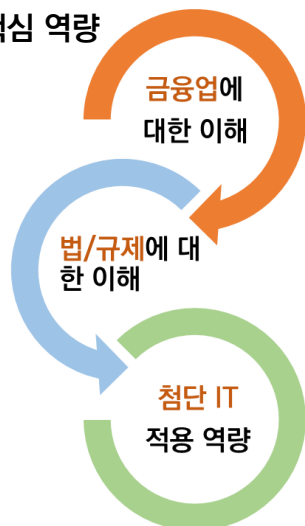 핵심 역량
금융업에
대한 이해
법/규제에 대
한 이해
첨단 IT
적용 역량